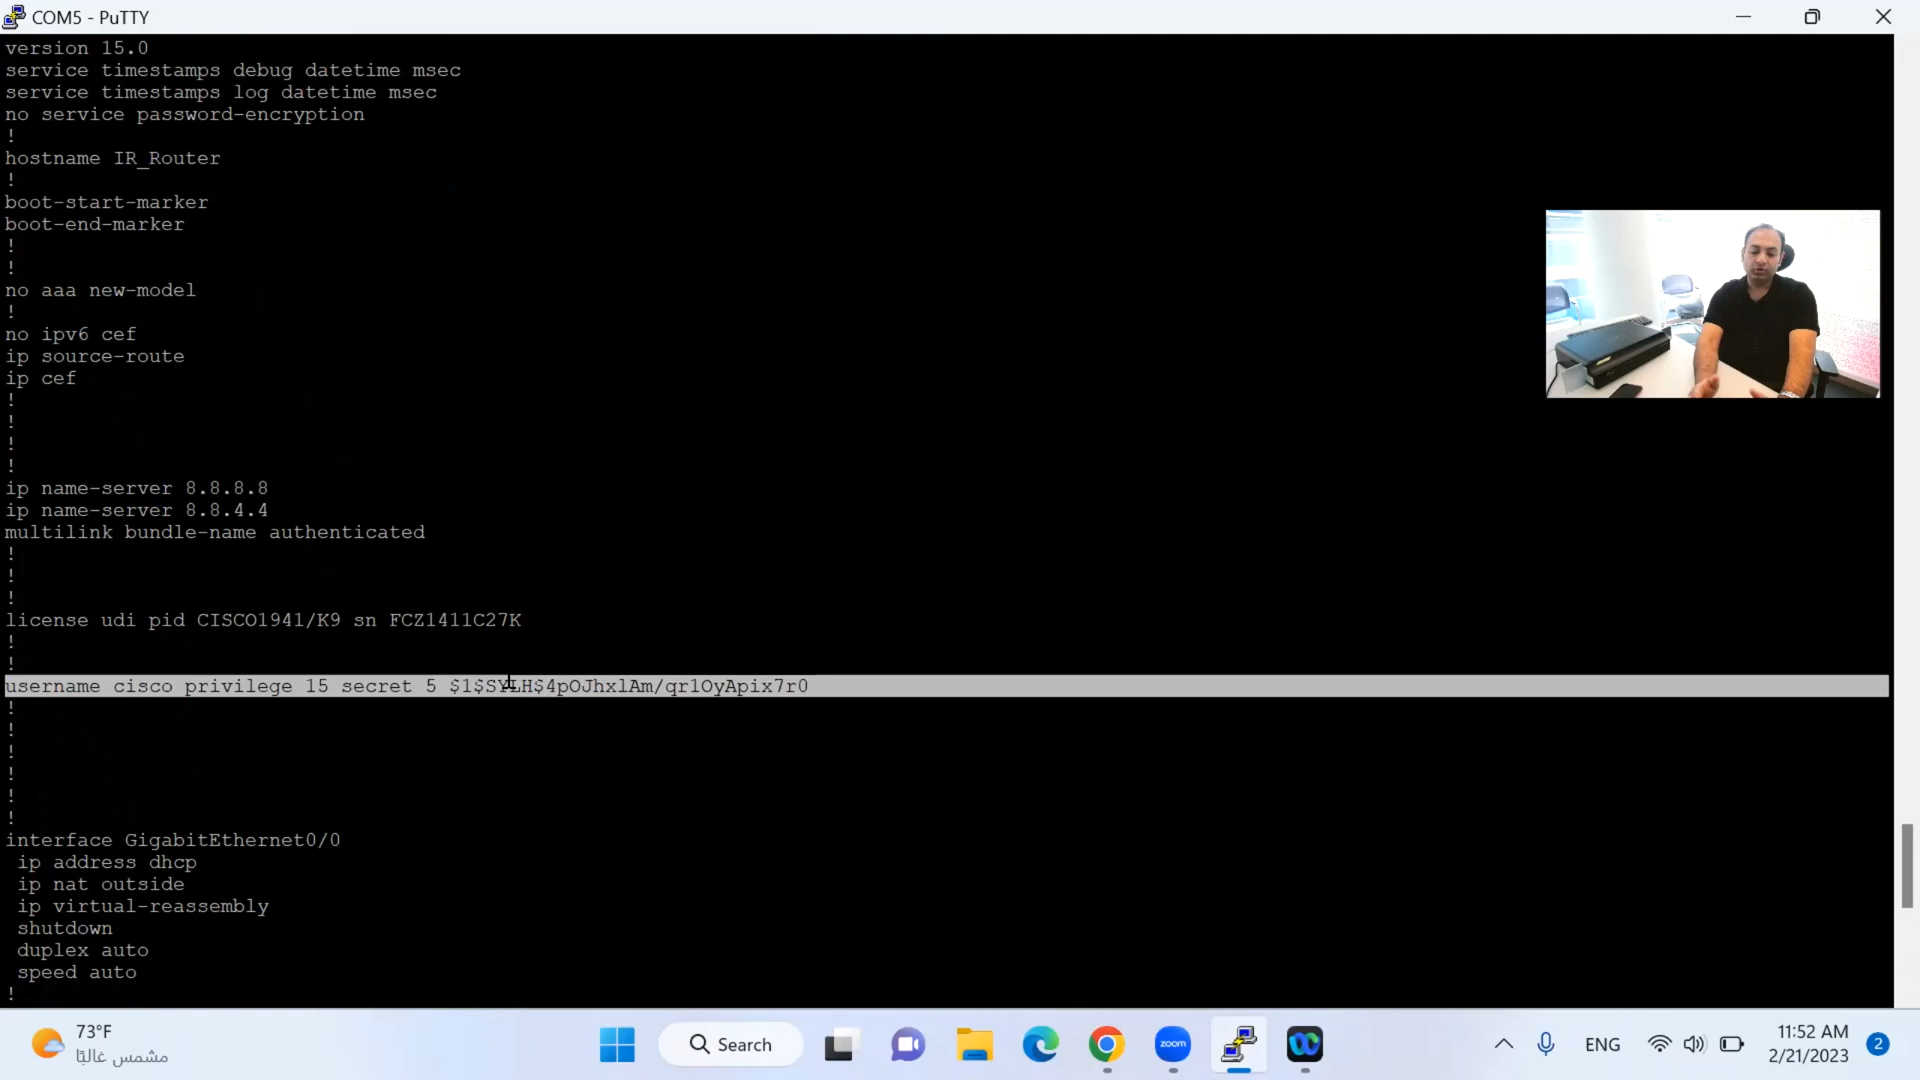 COM5 - PuTTY
version 15.0
service timestamps debug datetime msec
service timestamps log datetime msec
no service password-encryption
!
hostname IR_Router
!
boot-start-marker
boot-end-marker
!
!
no aaa new-model
!
no ipv6 cef
ip source-route
ip cef
!
!
!
!
ip name-server 8.8.8.8
ip name-server 8.8.4.4
multilink bundle-name authenticated
!
!
!
license udi pid CISCO1941/K9 sn FCZ1411C27K
!
!
username cisco privilege 15 secret 5 $1$SYLH$4pOJhxlAm/qr1OyApix7r0
!
!
!
!
!
!
interface GigabitEthernet0/0
ip address dhcp
ip nat outside
ip virtual-reassembly
shutdown
duplex auto
speed auto
!
73°F
مشمس غالبًا
Search
zoom
ENG
11:52 AM
2/21/2023
2